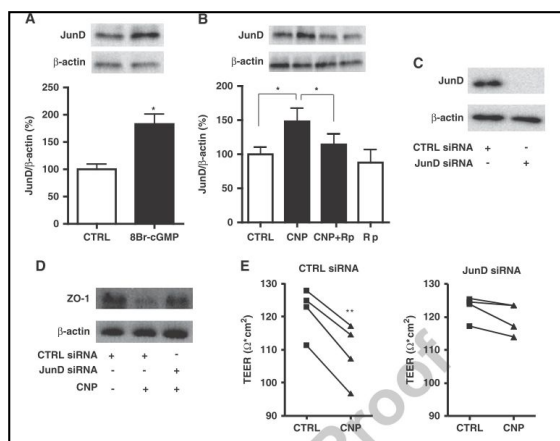 A
JunD
β-actin
JunD/β-actin (%)
250
200
150
100
50
0
*
CTRL 8Br-cGMP
B
JunD
β-actin
JunD/β-actin (%)
200
150
100
50
0
* *
CTRL CNP CNP+Rp Rp
C
JunD
β-actin
CTRL siRNA + -
JunD siRNA - +
D
ZO-1
β-actin
CTRL siRNA + + -
JunD siRNA - - +
CNP - + +
E
CTRL siRNA
TEER (Ω*cm²)
130
120
110
100
90
**
CTRL CNP
JunD siRNA
TEER (Ω*cm²)
130
120
110
100
90
CTRL CNP
Proof